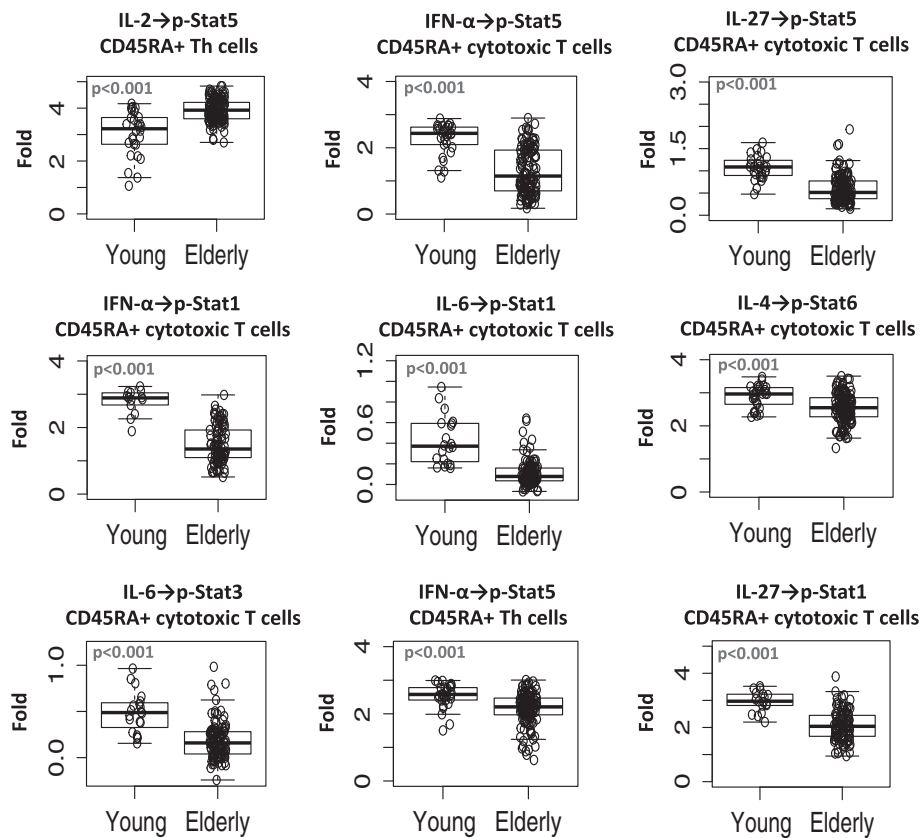 IL-2→p-Stat5
CD45RA+ Th cells
p<0.001
Fold
4
2
0
Young Elderly
IFN-α→p-Stat5
CD45RA+ cytotoxic T cells
p<0.001
Fold
4
2
0
Young Elderly
IL-27→p-Stat5
CD45RA+ cytotoxic T cells
p<0.001
Fold
3.0
1.5
0.0
Young Elderly
IFN-α→p-Stat1
CD45RA+ cytotoxic T cells
p<0.001
Fold
4
2
0
Young Elderly
IL-6→p-Stat1
CD45RA+ cytotoxic T cells
p<0.001
Fold
1.2
0.6
0.0
Young Elderly
IL-4→p-Stat6
CD45RA+ cytotoxic T cells
p<0.001
Fold
4
2
0
Young Elderly
IL-6→p-Stat3
CD45RA+ cytotoxic T cells
p<0.001
Fold
1.0
0.0
Young Elderly
IFN-α→p-Stat5
CD45RA+ Th cells
p<0.001
Fold
4
2
0
Young Elderly
IL-27→p-Stat1
CD45RA+ cytotoxic T cells
p<0.001
Fold
4
2
0
Young Elderly